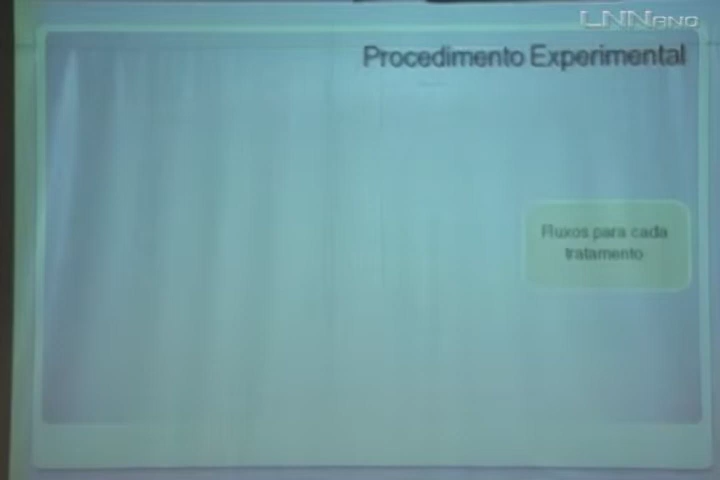 LNNano
Procedimento Experimental
Fluxos para cada
tratamento